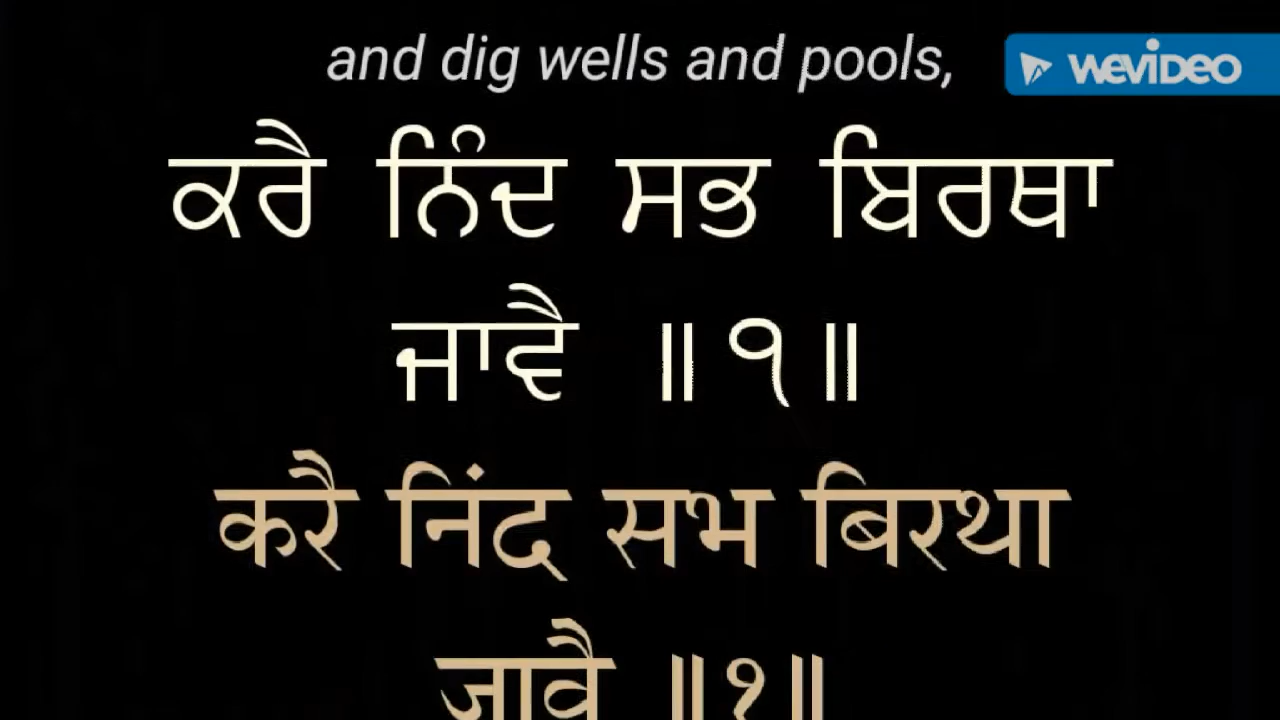 and dig wells and pools,
WEVIDEO
ਕਰੈ ਨਿੰਦ ਸਭ ਬਿਰਥਾ
ਜਾਵੈ ॥੧॥
करै निंद सभ बिरथा
जावै ॥१॥